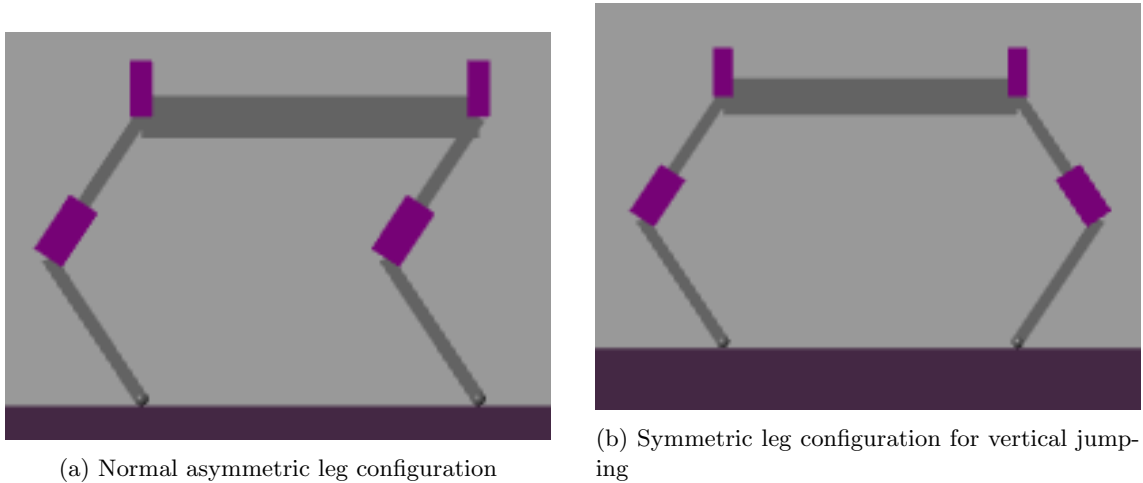 (a) Normal asymmetric leg configuration
(b) Symmetric leg configuration for vertical jump-
ing